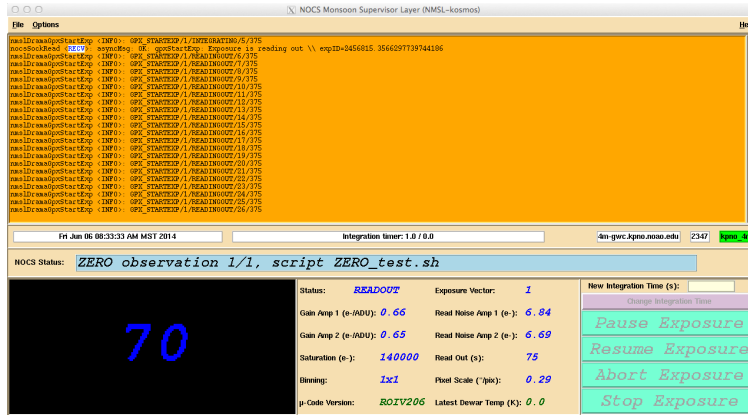 NOCS Monsoon Supervisor Layer (NMSL-kosmos)
File Options He
nmslDramaGpxStartExp <INFO>: GPX_STARTEXP/1/INTEGRATING/5/375
nocsSockRead <RECV>: asyncMsg: OK: gpxStartExp: Exposure is reading out \\ expID=2456815.3566297739744186
nmslDramaGpxStartExp <INFO>: GPX_STARTEXP/1/READINGOUT/6/375
nmslDramaGpxStartExp <INFO>: GPX_STARTEXP/1/READINGOUT/7/375
nmslDramaGpxStartExp <INFO>: GPX_STARTEXP/1/READINGOUT/8/375
nmslDramaGpxStartExp <INFO>: GPX_STARTEXP/1/READINGOUT/9/375
nmslDramaGpxStartExp <INFO>: GPX_STARTEXP/1/READINGOUT/10/375
nmslDramaGpxStartExp <INFO>: GPX_STARTEXP/1/READINGOUT/11/375
nmslDramaGpxStartExp <INFO>: GPX_STARTEXP/1/READINGOUT/12/375
nmslDramaGpxStartExp <INFO>: GPX_STARTEXP/1/READINGOUT/13/375
nmslDramaGpxStartExp <INFO>: GPX_STARTEXP/1/READINGOUT/14/375
nmslDramaGpxStartExp <INFO>: GPX_STARTEXP/1/READINGOUT/15/375
nmslDramaGpxStartExp <INFO>: GPX_STARTEXP/1/READINGOUT/16/375
nmslDramaGpxStartExp <INFO>: GPX_STARTEXP/1/READINGOUT/17/375
nmslDramaGpxStartExp <INFO>: GPX_STARTEXP/1/READINGOUT/18/375
nmslDramaGpxStartExp <INFO>: GPX_STARTEXP/1/READINGOUT/19/375
nmslDramaGpxStartExp <INFO>: GPX_STARTEXP/1/READINGOUT/20/375
nmslDramaGpxStartExp <INFO>: GPX_STARTEXP/1/READINGOUT/21/375
nmslDramaGpxStartExp <INFO>: GPX_STARTEXP/1/READINGOUT/22/375
nmslDramaGpxStartExp <INFO>: GPX_STARTEXP/1/READINGOUT/23/375
nmslDramaGpxStartExp <INFO>: GPX_STARTEXP/1/READINGOUT/24/375
nmslDramaGpxStartExp <INFO>: GPX_STARTEXP/1/READINGOUT/25/375
nmslDramaGpxStartExp <INFO>: GPX_STARTEXP/1/READINGOUT/26/375
Fri Jun 06 08:33:33 AM MST 2014 Integration timer: 1.0 / 0.0 4m-gwc.kpno.noao.edu 2347 kpno_4
NOCS Status: ZERO observation 1/1, script ZERO_test.sh
70
Status: READOUT Exposure Vector: 1
Gain Amp 1 (e-/ADU): 0.66 Read Noise Amp 1 (e-): 6.84
Gain Amp 2 (e-/ADU): 0.65 Read Noise Amp 2 (e-): 6.69
Saturation (e-): 140000 Read Out (s): 75
Binning: 1x1 Pixel Scale ("/pix): 0.29
µ-Code Version: ROIV206 Latest Dewar Temp (K): 0.0
New Integration Time (s):
Change Integration Time
Pause Exposure
Resume Exposure
Abort Exposure
Stop Exposure